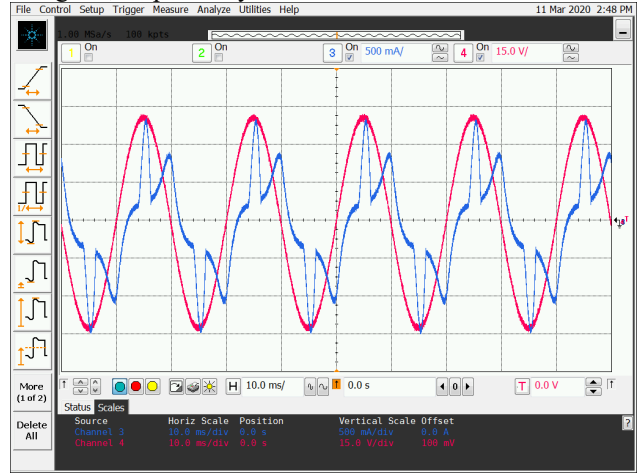 File Control Setup Trigger Measure Analyze Utilities Help 11 Mar 2020 2:48 PM
1.00 MSa/s 100 kpts
1 On 2 On 3 On 500 mA/ 4 On 15.0 V/
T
1/
More
(1 of 2)
Delete
All
H 10.0 ms/ T 0.0 s 0 T 0.0 V
Status Scales
Source Horiz Scale Position Vertical Scale Offset
Channel 3 10.0 ms/div 0.0 s 500 mA/div 0.0 A
Channel 4 10.0 ms/div 0.0 s 15.0 V/div 100 mV
?